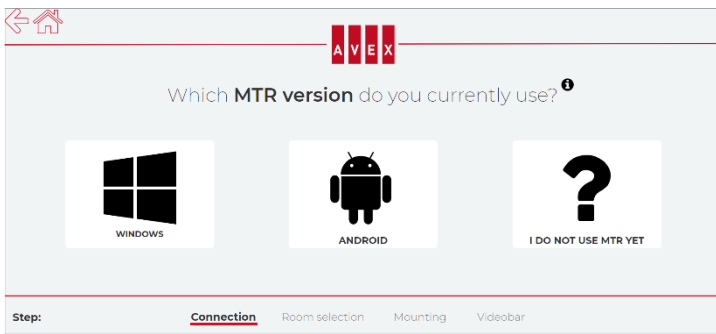 AVEX
Which MTR version do you currently use?
WINDOWS
ANDROID
I DO NOT USE MTR YET
Step: Connection Room selection Mounting Videobar